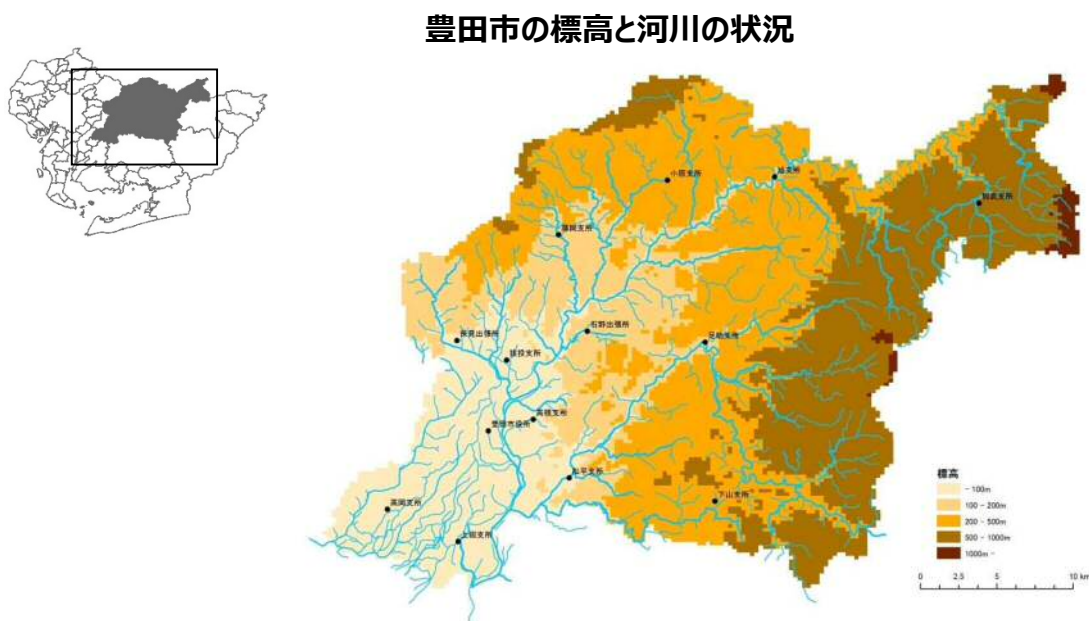 豊田市の標高と河川の状況
小原支所
旭支所
稲武支所
藤岡支所
石野出張所
保見出張所
足助支所
猿投支所
高橋支所
豊田市役所
松平支所
下山支所
高岡支所
上郷支所
標高
- 100m
100 - 200m
200 - 500m
500 - 1000m
1000m -
0 2.5 5 10 km